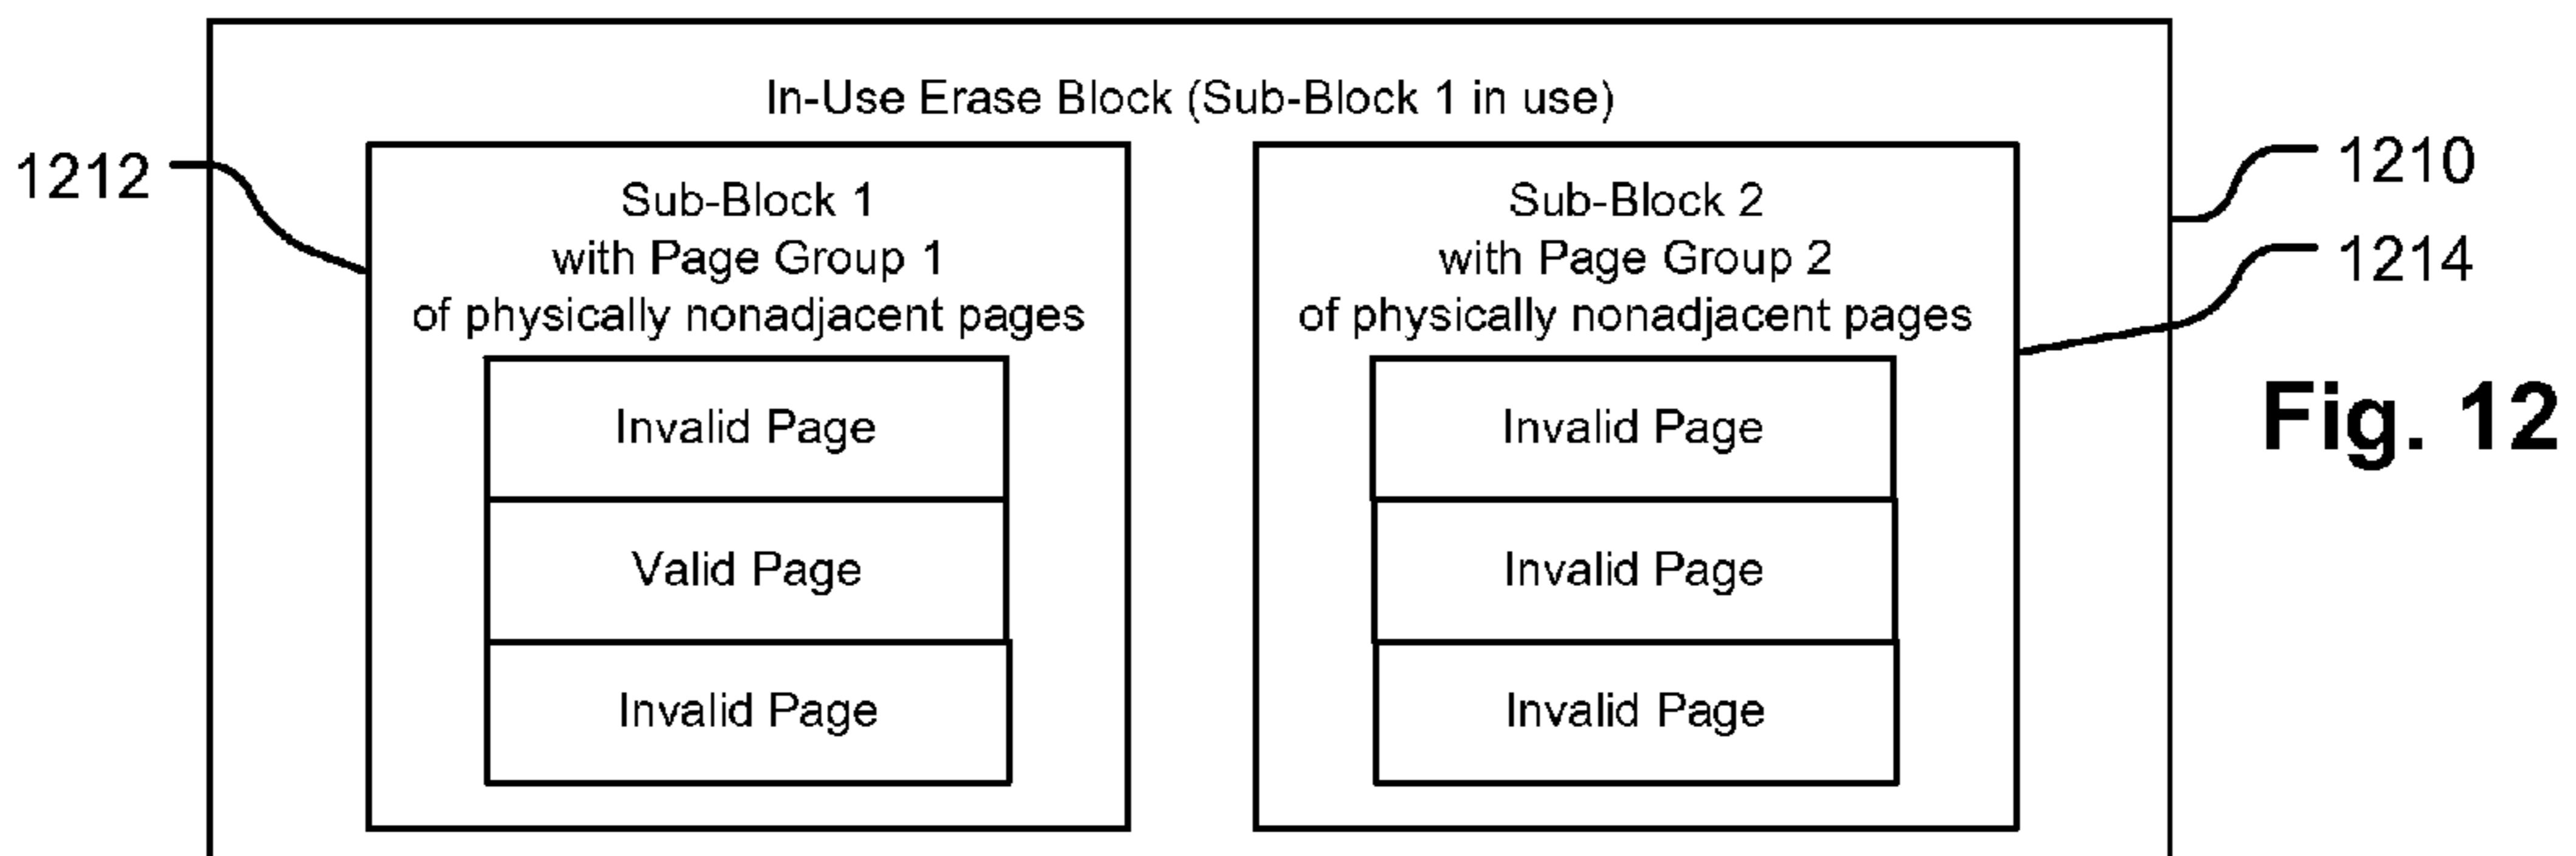 In-Use Erase Block (Sub-Block 1 in use)
1212
1210
Sub-Block 1
with Page Group 1
of physically nonadjacent pages
Invalid Page
Valid Page
Invalid Page
Sub-Block 2
with Page Group 2
of physically nonadjacent pages
Invalid Page
Invalid Page
Invalid Page
1214
Fig. 12